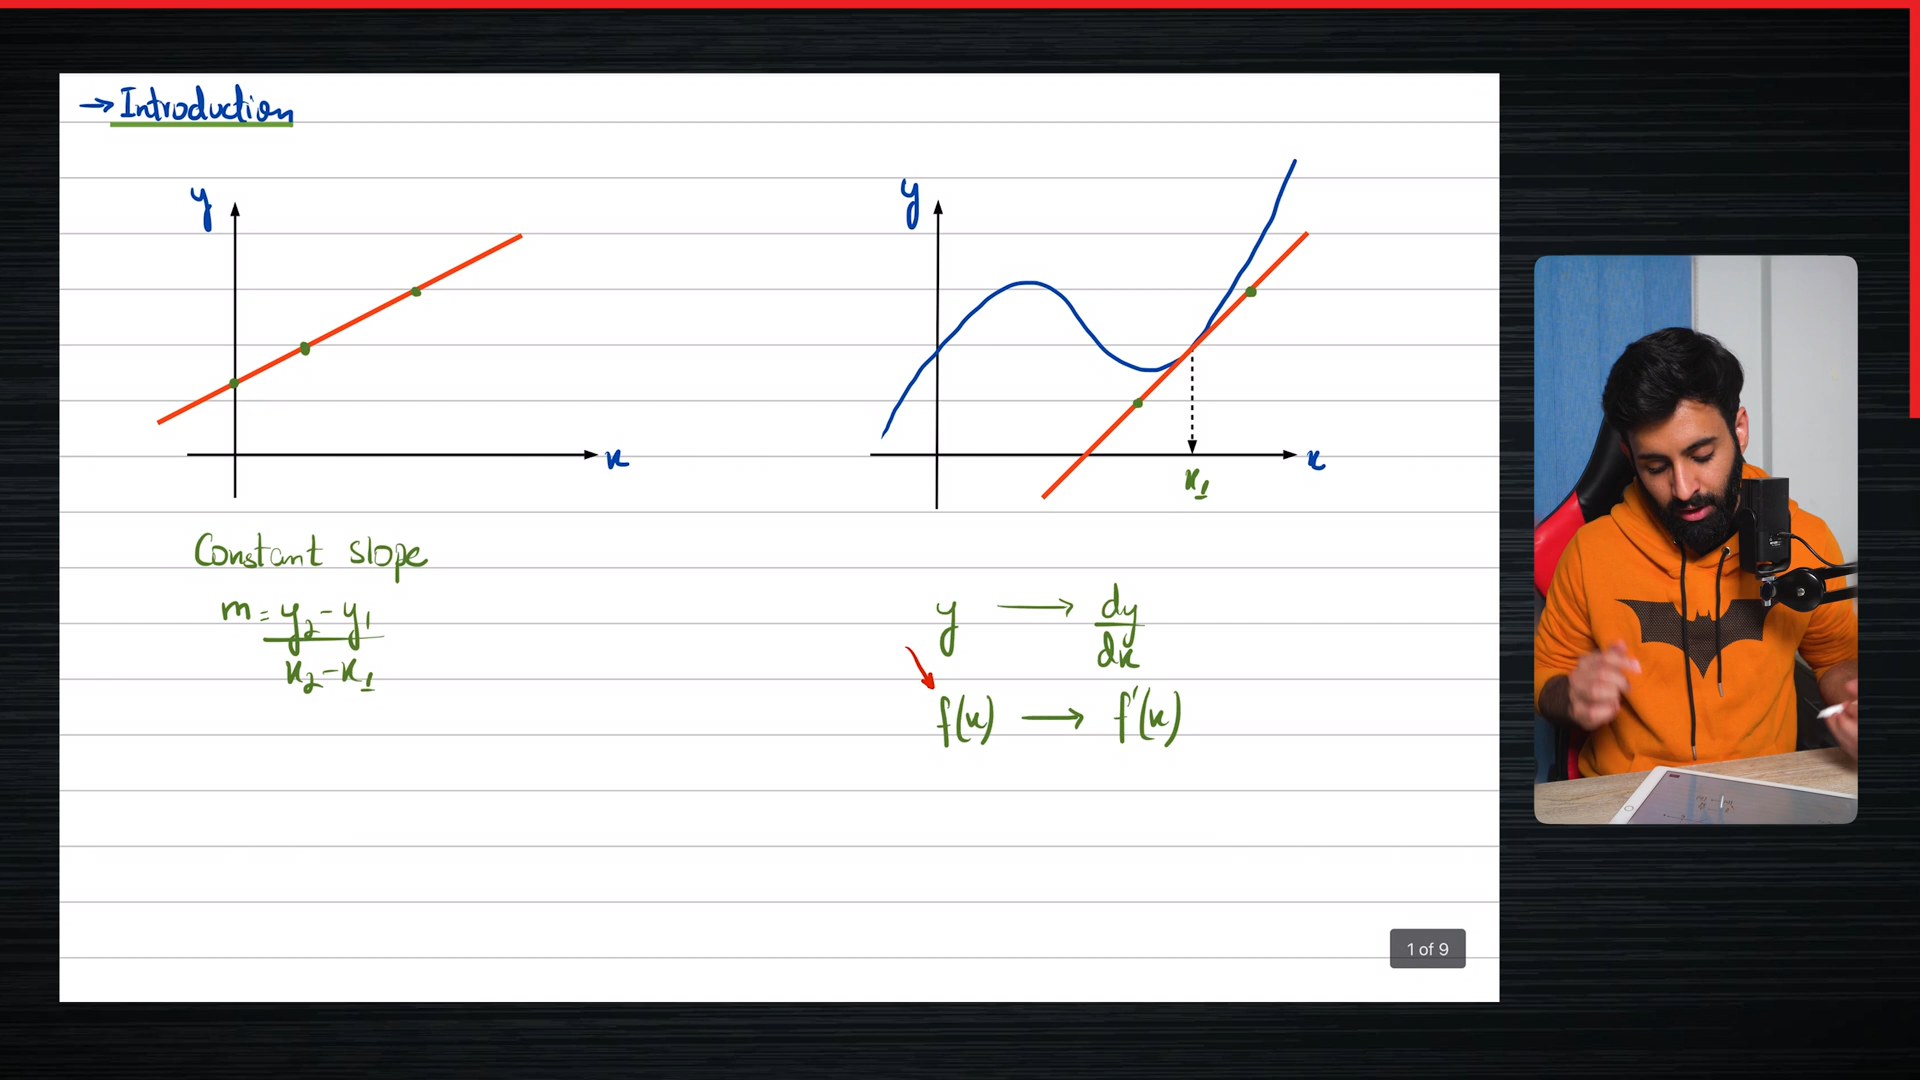 → Introduction
y
x
Constant slope
m = y₂ - y₁
x₂ - x₁
y
x
x₁
y → dy
dx
f(x) → f'(x)
1 of 9